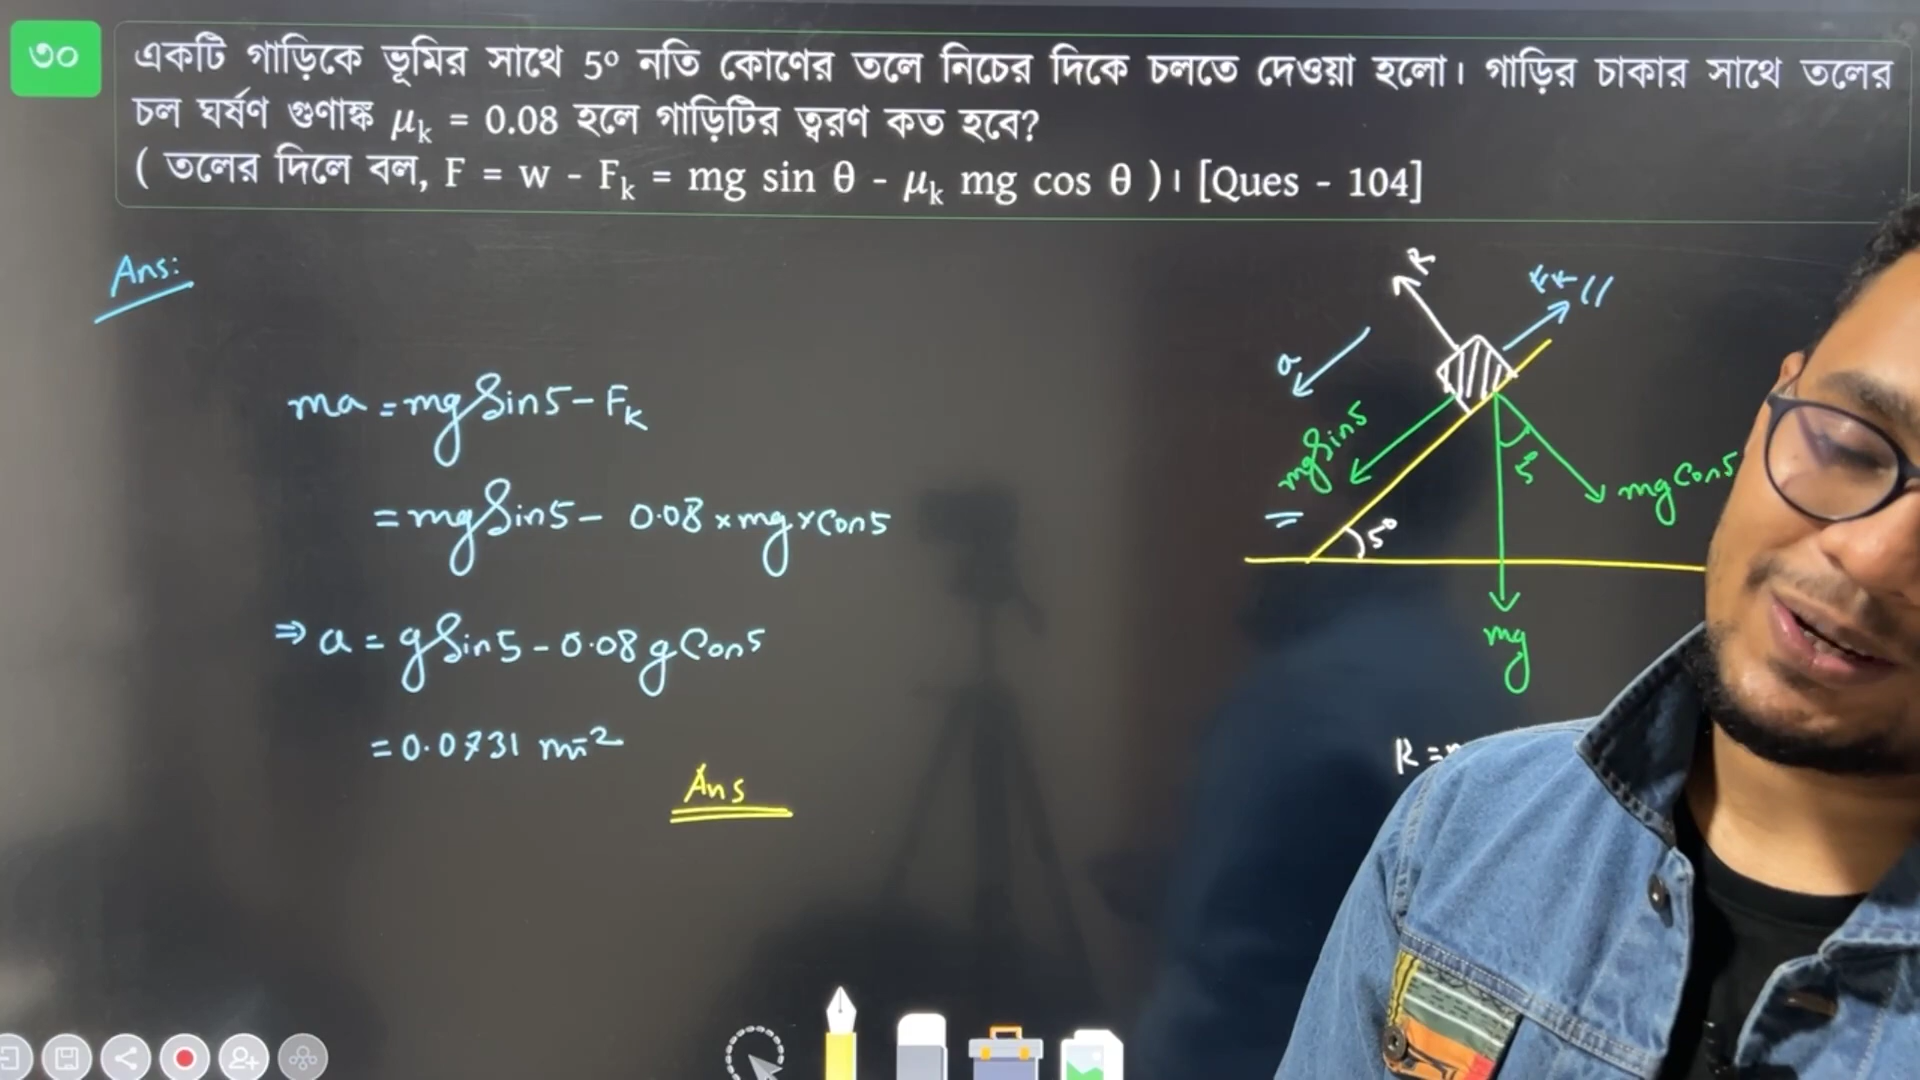 ৩০
একটি গাড়িকে ভূমির সাথে 5° নতি কোণের তলে নিচের দিকে চলতে দেওয়া হলো। গাড়ির চাকার সাথে তলের
চল ঘর্ষণ গুণাঙ্ক μₖ = 0.08 হলে গাড়িটির ত্বরণ কত হবে?
( তলের দিলে বল, F = w - Fₖ = mg sin θ - μₖ mg cos θ )। [Ques - 104]
Ans:
ma = mg Sin5 - Fₖ
= mg Sin5 - 0.08 × mg × Cos5
⇒ a = g Sin5 - 0.08 g Cos5
= 0.0731 ms⁻²
Ans
R
a
mg Sin5
5
mg Cos5
5°
mg
R =